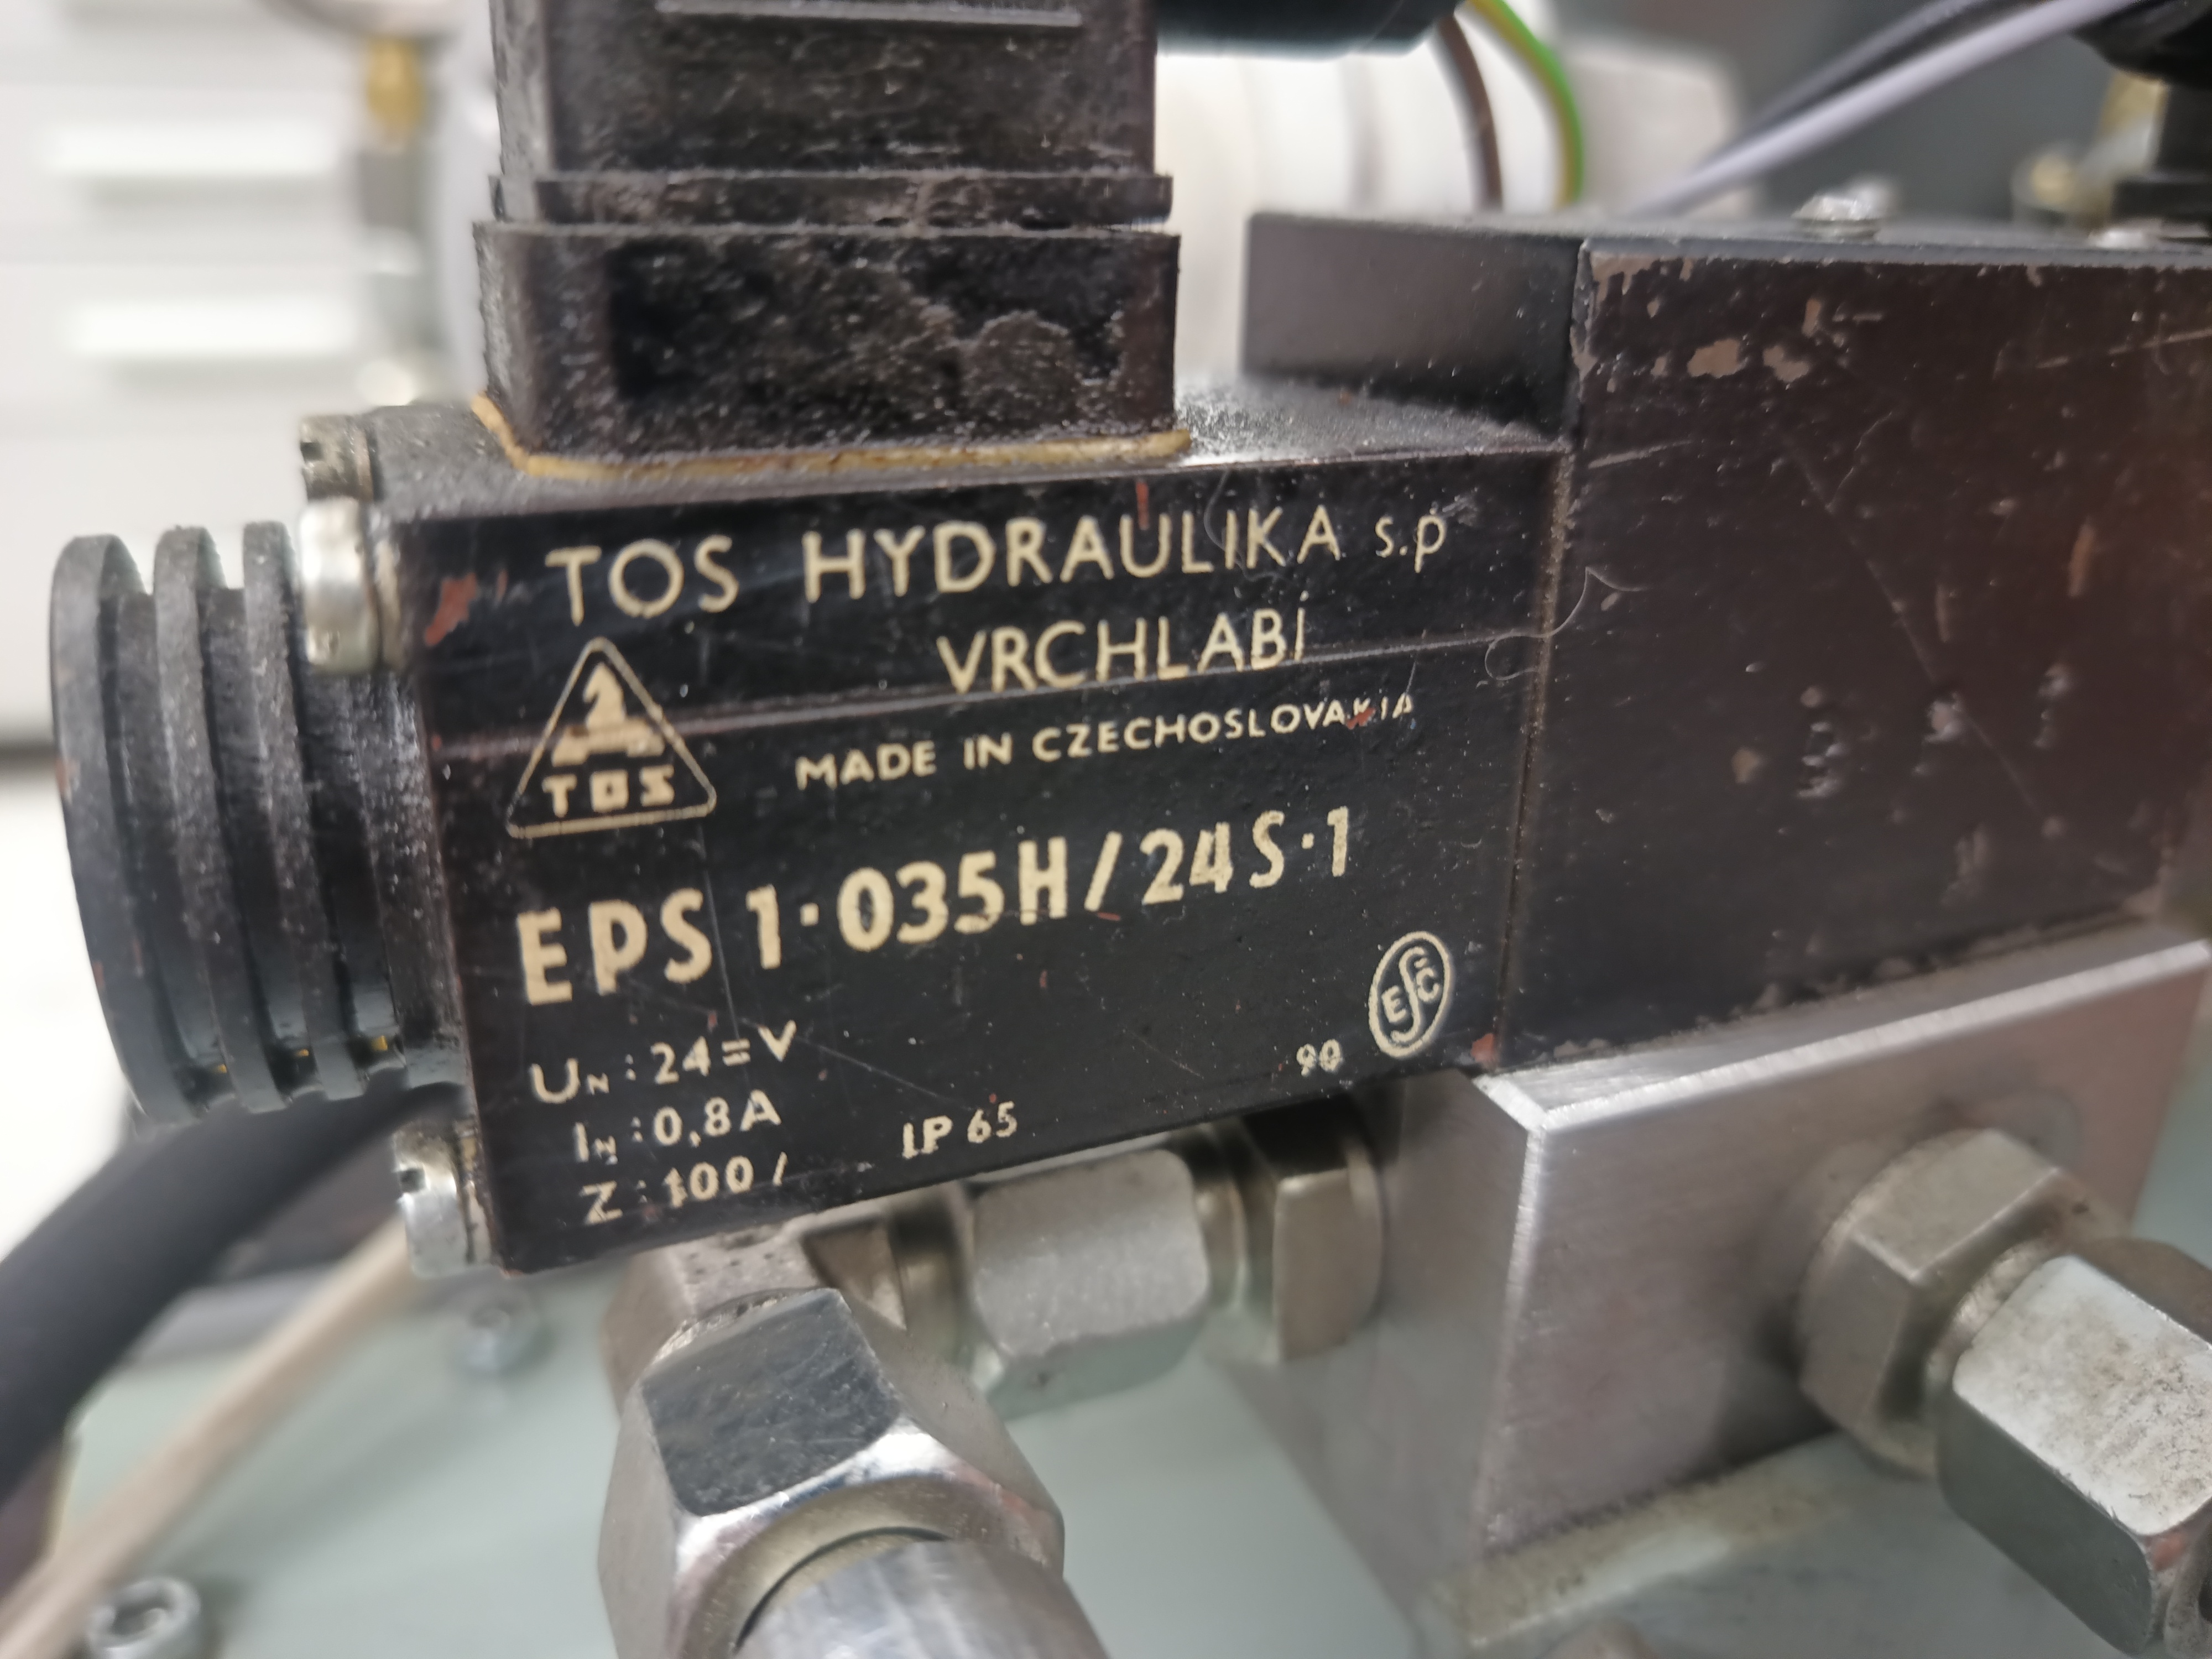 TOS HYDRAULIKA s.p
VRCHLABÍ
TOS
MADE IN CZECHOSLOVAKIA
EPS 1·035H/24S·1
UN : 24 = V
IN : 0,8A
Z : 100 /
IP 65
90
ESČ